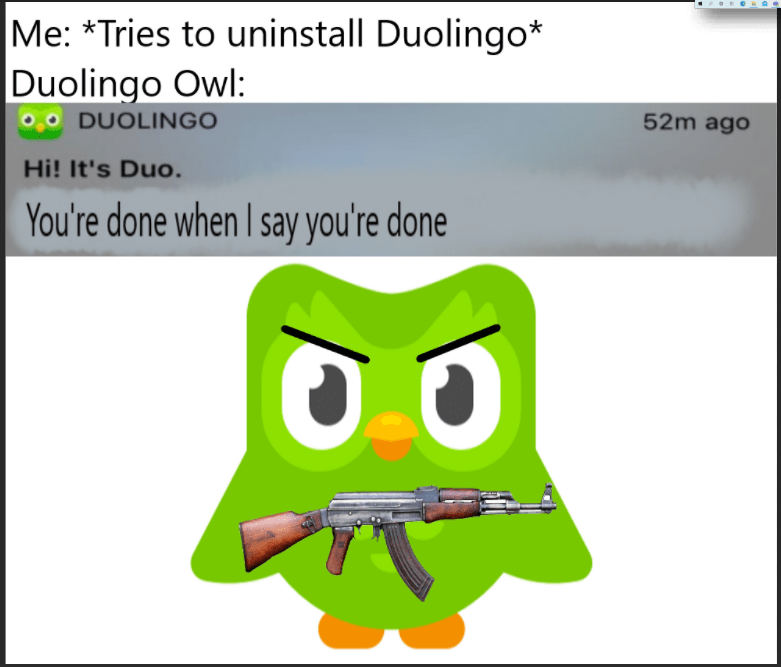 Me: *Tries to uninstall Duolingo*
Duolingo Owl:
DUOLINGO 52m ago
Hi! It's Duo.
You're done when I say you're done